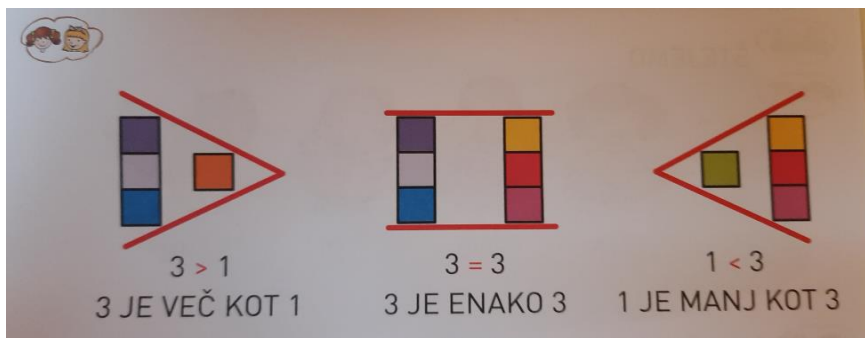 3 > 1
3 JE VEČ KOT 1
3 = 3
3 JE ENAKO 3
1 < 3
1 JE MANJ KOT 3